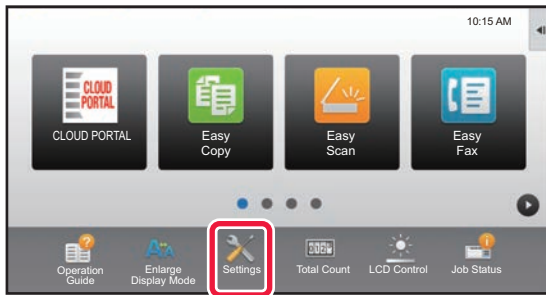 10:15 AM
CLOUD
PORTAL
CLOUD PORTAL
Easy
Copy
Easy
Scan
Easy
Fax
Operation
Guide
Enlarge
Display Mode
Settings
Total Count
LCD Control
Job Status